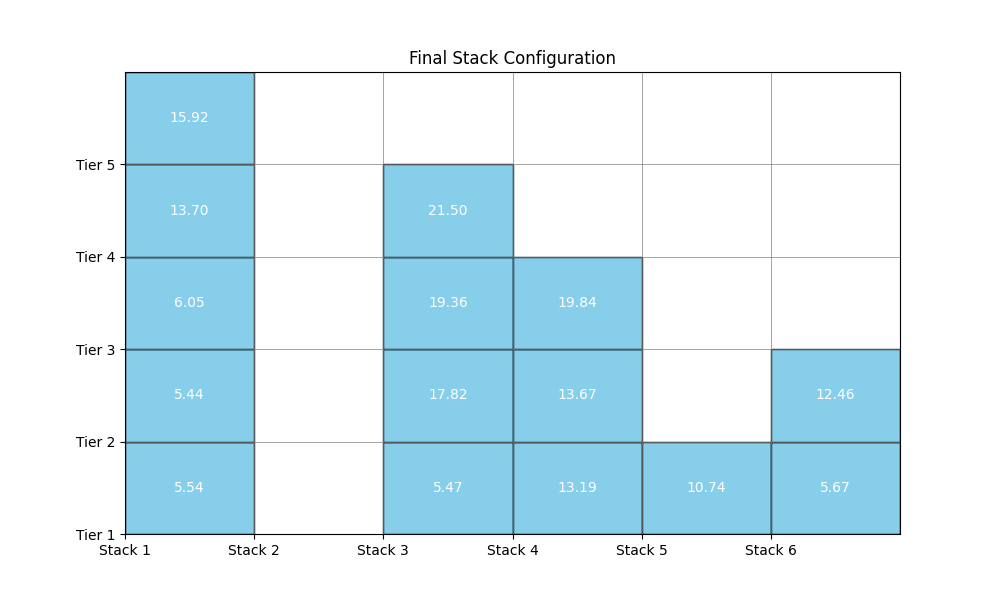 Final Stack Configuration
15.92
Tier 5
13.70 21.50
Tier 4
6.05 19.36 19.84
Tier 3
5.44 17.82 13.67 12.46
Tier 2
5.54 5.47 13.19 10.74 5.67
Tier 1
Stack 1 Stack 2 Stack 3 Stack 4 Stack 5 Stack 6